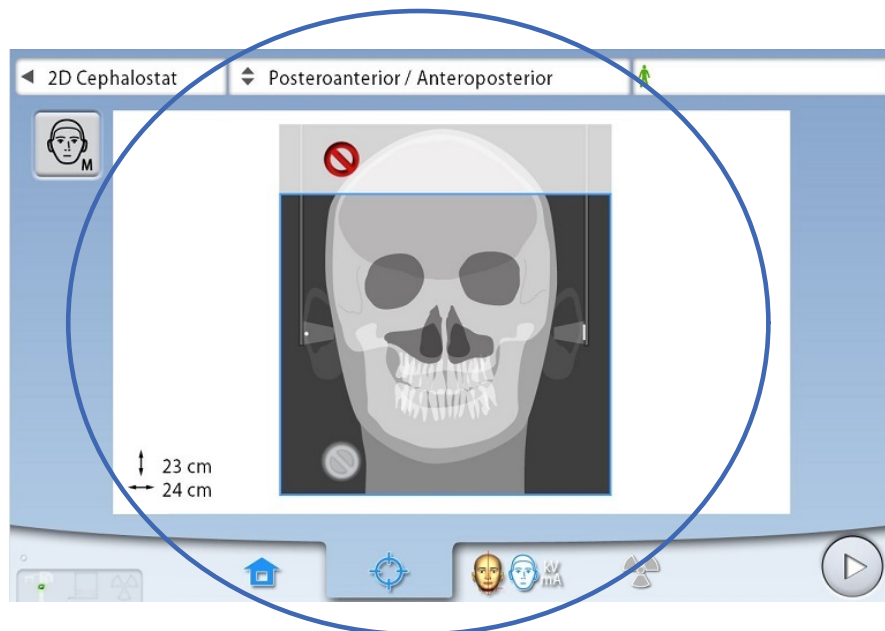 2D Cephalostat
Posteroanterior / Anteroposterior
M
23 cm
24 cm
kV
mA